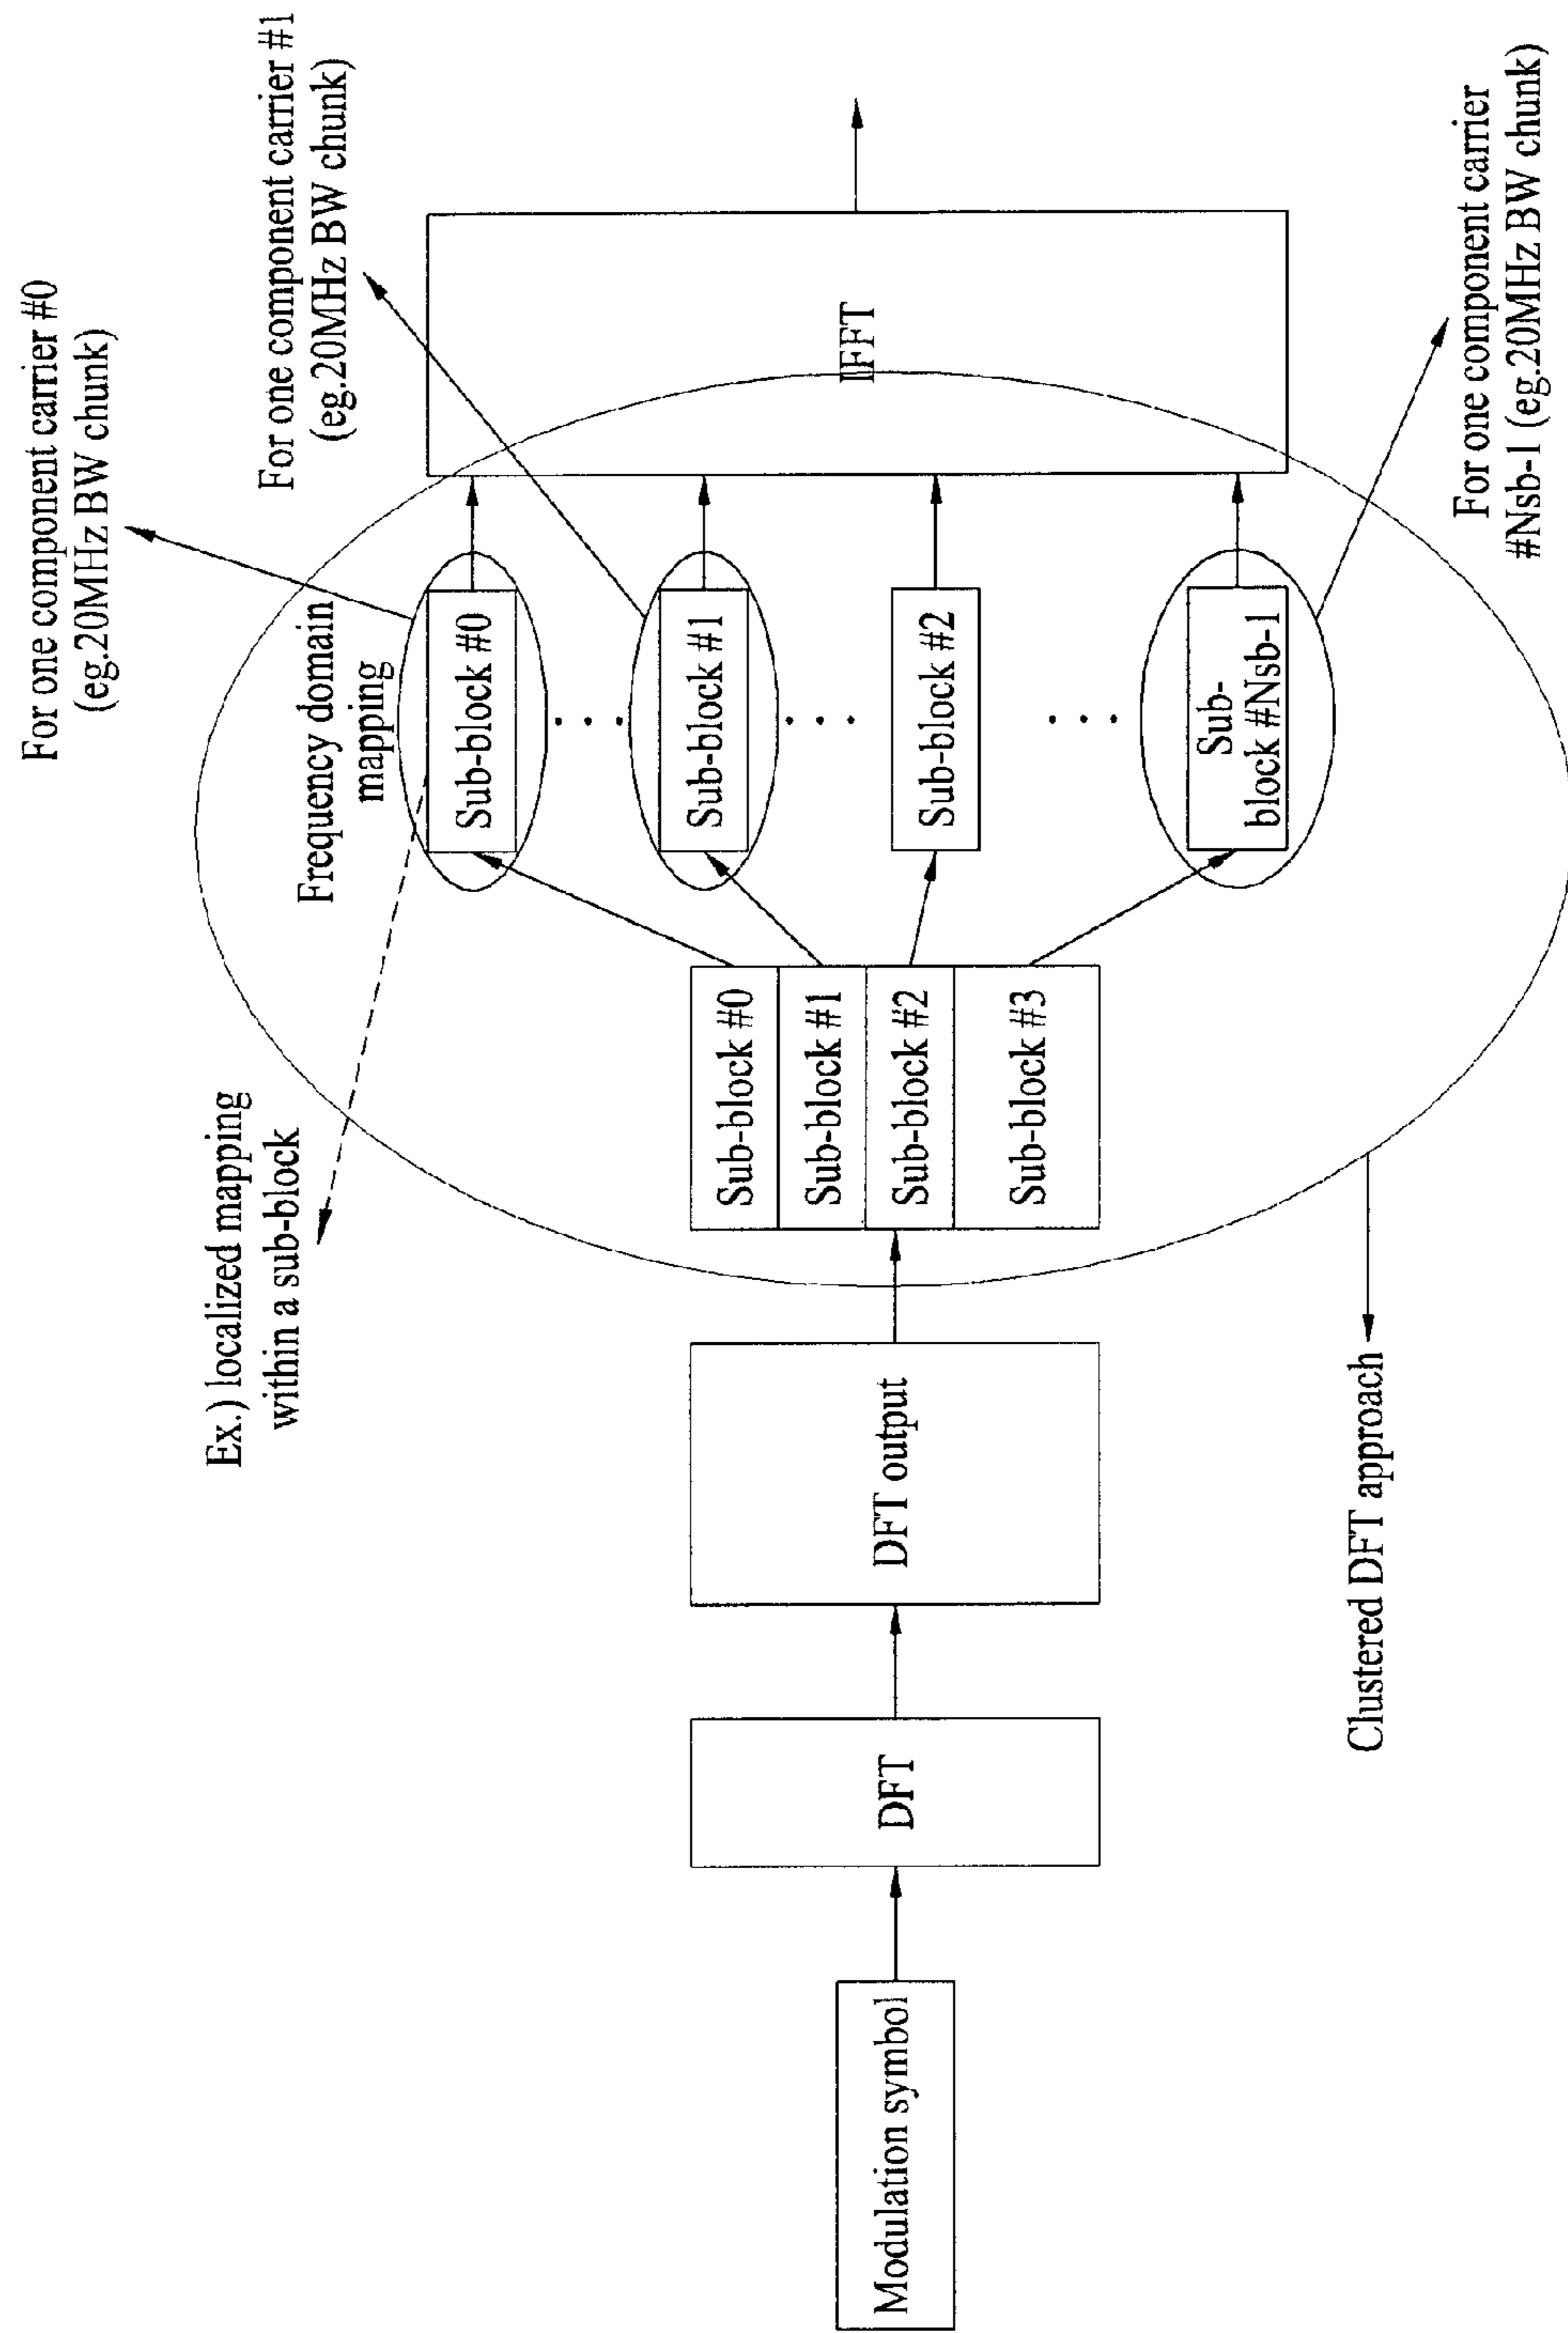 For one component carrier #0
(eg.20MHz BW chunk)
For one component carrier #1
(eg.20MHz BW chunk)
Ex.) localized mapping
within a sub-block
Frequency domain
mapping
Modulation symbol
DFT
DFT output
Sub-block #0
Sub-block #1
Sub-block #2
Sub-block #3
Sub-block #0
Sub-block #1
Sub-block #2
Sub-
block #Nsb-1
IFFT
Clustered DFT approach
For one component carrier
#Nsb-1 (eg.20MHz BW chunk)